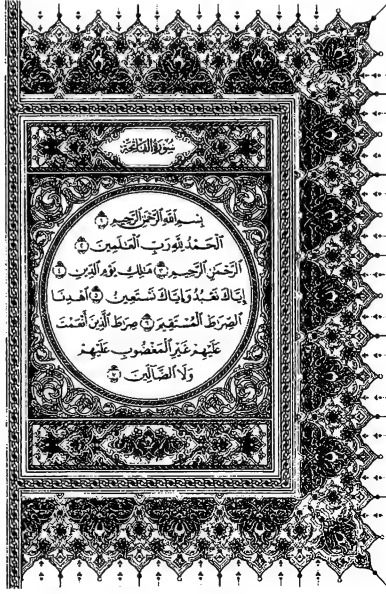 سُورَةُ الفَاتِحَةِ
بِسْمِ ٱللَّهِ ٱلرَّحْمَٰنِ ٱلرَّحِيمِ ١
ٱلْحَمْدُ لِلَّهِ رَبِّ ٱلْعَٰلَمِينَ ٢
ٱلرَّحْمَٰنِ ٱلرَّحِيمِ ٣ مَٰلِكِ يَوْمِ ٱلدِّينِ ٤
إِيَّاكَ نَعْبُدُ وَإِيَّاكَ نَسْتَعِينُ ٥ ٱهْدِنَا
ٱلصِّرَٰطَ ٱلْمُسْتَقِيمَ ٦ صِرَٰطَ ٱلَّذِينَ أَنْعَمْتَ
عَلَيْهِمْ غَيْرِ ٱلْمَغْضُوبِ عَلَيْهِمْ
وَلَا ٱلضَّآلِّينَ ٧